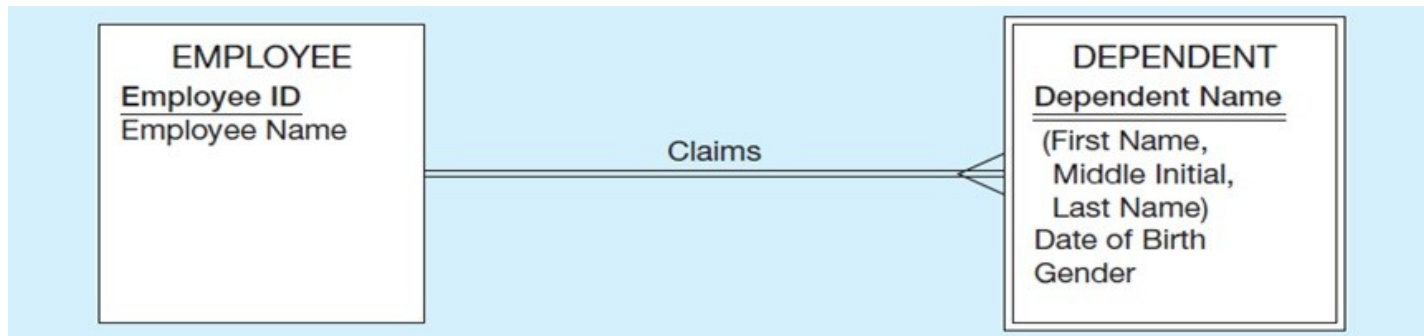 EMPLOYEE
Employee ID
Employee Name
Claims
DEPENDENT
Dependent Name
(First Name,
Middle Initial,
Last Name)
Date of Birth
Gender